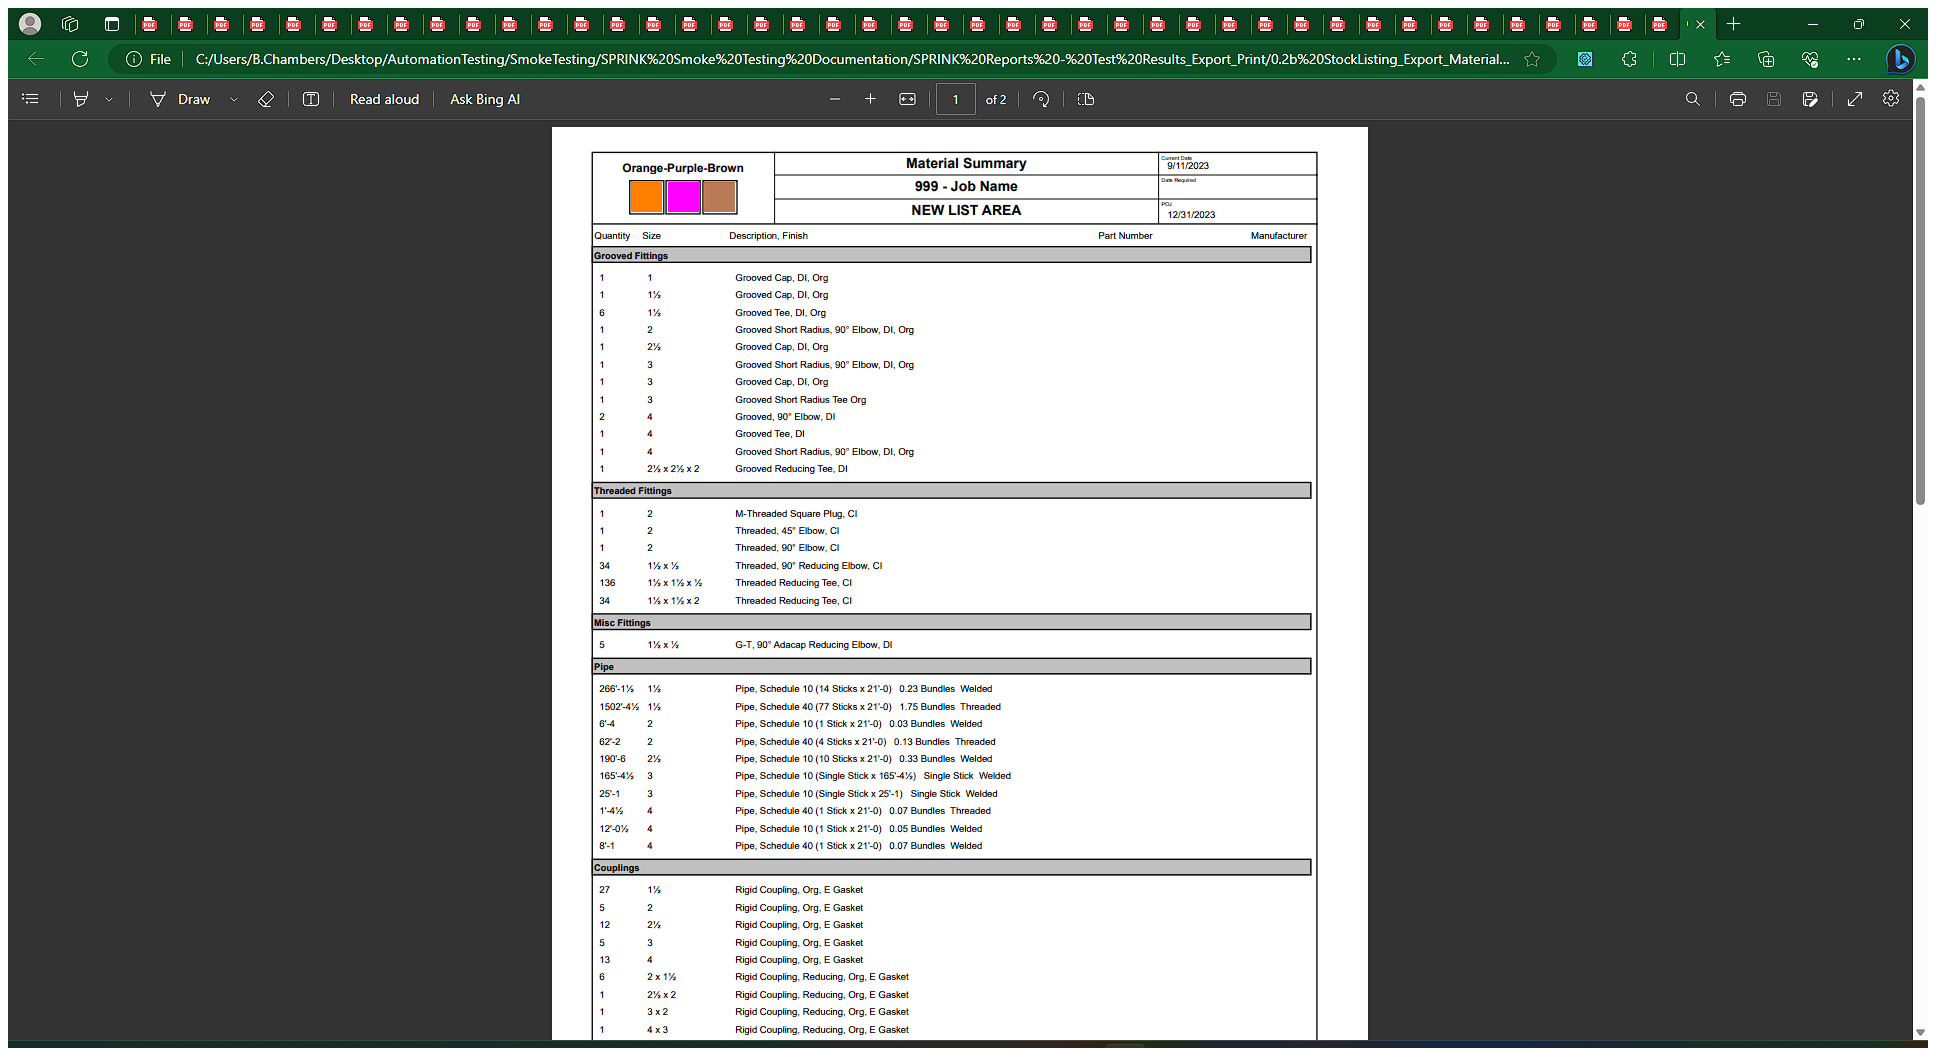 File C:/Users/B.Chambers/Desktop/AutomationTesting/SmokeTesting/SPRINK%20Smoke%20Testing%20Documentation/SPRINK%20Reports%20-%20Test%20Results_Export_Print/0.2b%20StockListing_Export_Material...
Draw Read aloud Ask Bing AI 1 of 2
Orange-Purple-Brown
Material Summary
999 - Job Name
NEW LIST AREA
Current Date
9/11/2023
Date Required
POJ
12/31/2023
Quantity Size Description, Finish Part Number Manufacturer
Grooved Fittings
1 1 Grooved Cap, DI, Org
1 1½ Grooved Cap, DI, Org
6 1½ Grooved Tee, DI, Org
1 2 Grooved Short Radius, 90° Elbow, DI, Org
1 2½ Grooved Cap, DI, Org
1 3 Grooved Short Radius, 90° Elbow, DI, Org
1 3 Grooved Cap, DI, Org
1 3 Grooved Short Radius Tee Org
2 4 Grooved, 90° Elbow, DI
1 4 Grooved Tee, DI
1 4 Grooved Short Radius, 90° Elbow, DI, Org
1 2½ x 2½ x 2 Grooved Reducing Tee, DI
Threaded Fittings
1 2 M-Threaded Square Plug, CI
1 2 Threaded, 45° Elbow, CI
1 2 Threaded, 90° Elbow, CI
34 1½ x ½ Threaded, 90° Reducing Elbow, CI
136 1½ x 1½ x ½ Threaded Reducing Tee, CI
34 1½ x 1½ x 2 Threaded Reducing Tee, CI
Misc Fittings
5 1½ x ½ G-T, 90° Adacap Reducing Elbow, DI
Pipe
266'-1½ 1½ Pipe, Schedule 10 (14 Sticks x 21'-0) 0.23 Bundles Welded
1502'-4½ 1½ Pipe, Schedule 40 (77 Sticks x 21'-0) 1.75 Bundles Threaded
6'-4 2 Pipe, Schedule 10 (1 Stick x 21'-0) 0.03 Bundles Welded
62'-2 2 Pipe, Schedule 40 (4 Sticks x 21'-0) 0.13 Bundles Threaded
190'-6 2½ Pipe, Schedule 10 (10 Sticks x 21'-0) 0.33 Bundles Welded
165'-4½ 3 Pipe, Schedule 10 (Single Stick x 165'-4½) Single Stick Welded
25'-1 3 Pipe, Schedule 10 (Single Stick x 25'-1) Single Stick Welded
1'-4½ 4 Pipe, Schedule 40 (1 Stick x 21'-0) 0.07 Bundles Threaded
12'-0½ 4 Pipe, Schedule 10 (1 Stick x 21'-0) 0.05 Bundles Welded
8'-1 4 Pipe, Schedule 40 (1 Stick x 21'-0) 0.07 Bundles Welded
Couplings
27 1½ Rigid Coupling, Org, E Gasket
5 2 Rigid Coupling, Org, E Gasket
12 2½ Rigid Coupling, Org, E Gasket
5 3 Rigid Coupling, Org, E Gasket
13 4 Rigid Coupling, Org, E Gasket
6 2 x 1½ Rigid Coupling, Reducing, Org, E Gasket
1 2½ x 2 Rigid Coupling, Reducing, Org, E Gasket
1 3 x 2 Rigid Coupling, Reducing, Org, E Gasket
1 4 x 3 Rigid Coupling, Reducing, Org, E Gasket